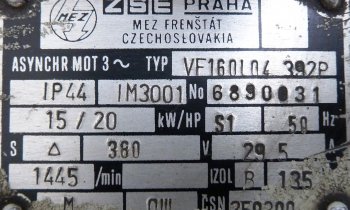 MEZ ZSE PRAHA
MEZ FRENŠTÁT
CZECHOSLOVAKIA
ASYNCHR MOT 3~ TYP VF160L04 392P
IP44 IM3001 No 6890031
15/20 kW/HP S1 50 Hz
S △ 380 V 29.5 A
1445 /min IZOL B 135
M ČSN